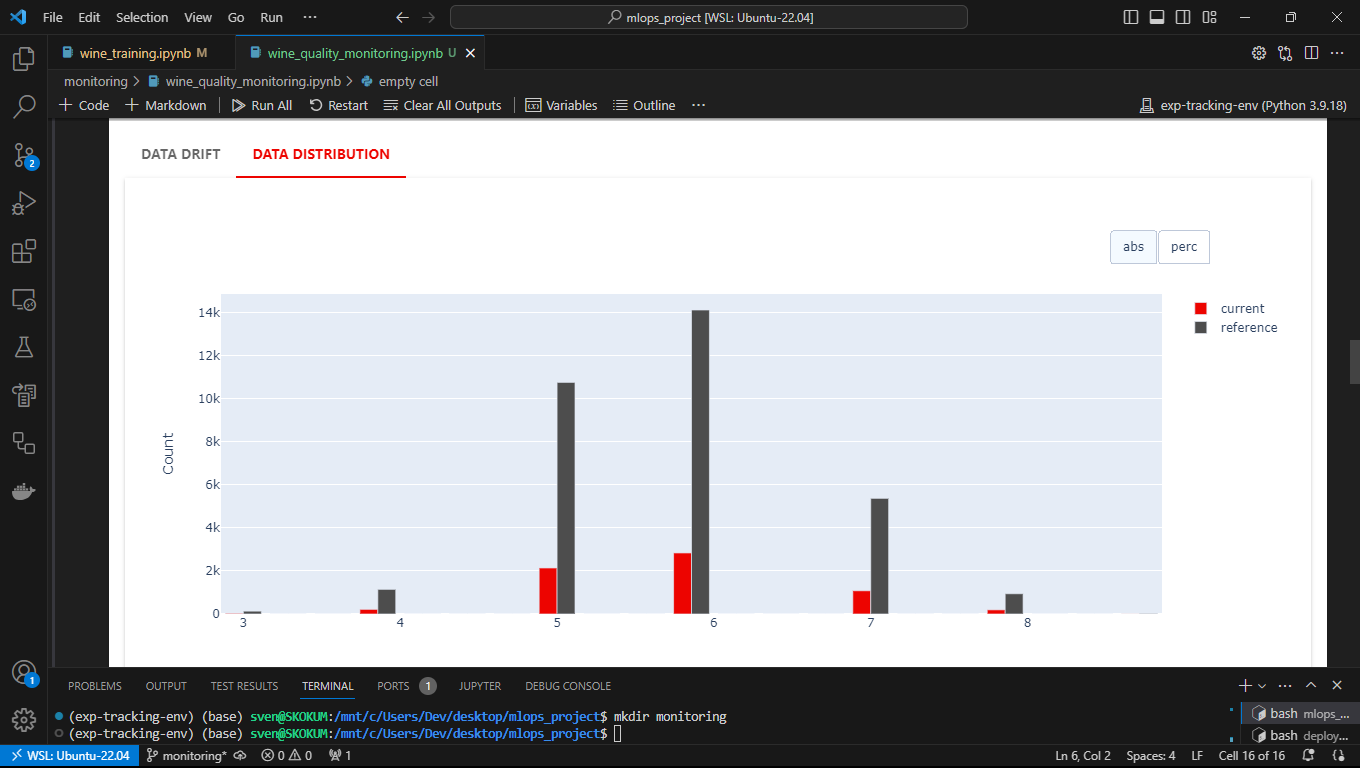 File Edit Selection View Go Run ··· mlops_project [WSL: Ubuntu-22.04]
wine_training.ipynb M wine_quality_monitoring.ipynb U
monitoring > wine_quality_monitoring.ipynb > empty cell
+ Code + Markdown Run All Restart Clear All Outputs Variables Outline ··· exp-tracking-env (Python 3.9.18)
DATA DRIFT DATA DISTRIBUTION
abs perc
current
reference
14k
12k
10k
8k
6k
4k
2k
0
Count
3 4 5 6 7 8
2
1
PROBLEMS OUTPUT TEST RESULTS TERMINAL PORTS 1 JUPYTER DEBUG CONSOLE
(exp-tracking-env) (base) sven@SKOKUM:/mnt/c/Users/Dev/desktop/mlops_project$ mkdir monitoring
(exp-tracking-env) (base) sven@SKOKUM:/mnt/c/Users/Dev/desktop/mlops_project$
bash mlops_...
bash deploy...
WSL: Ubuntu-22.04 monitoring* 0 0 1 Ln 6, Col 2 Spaces: 4 LF Cell 16 of 16